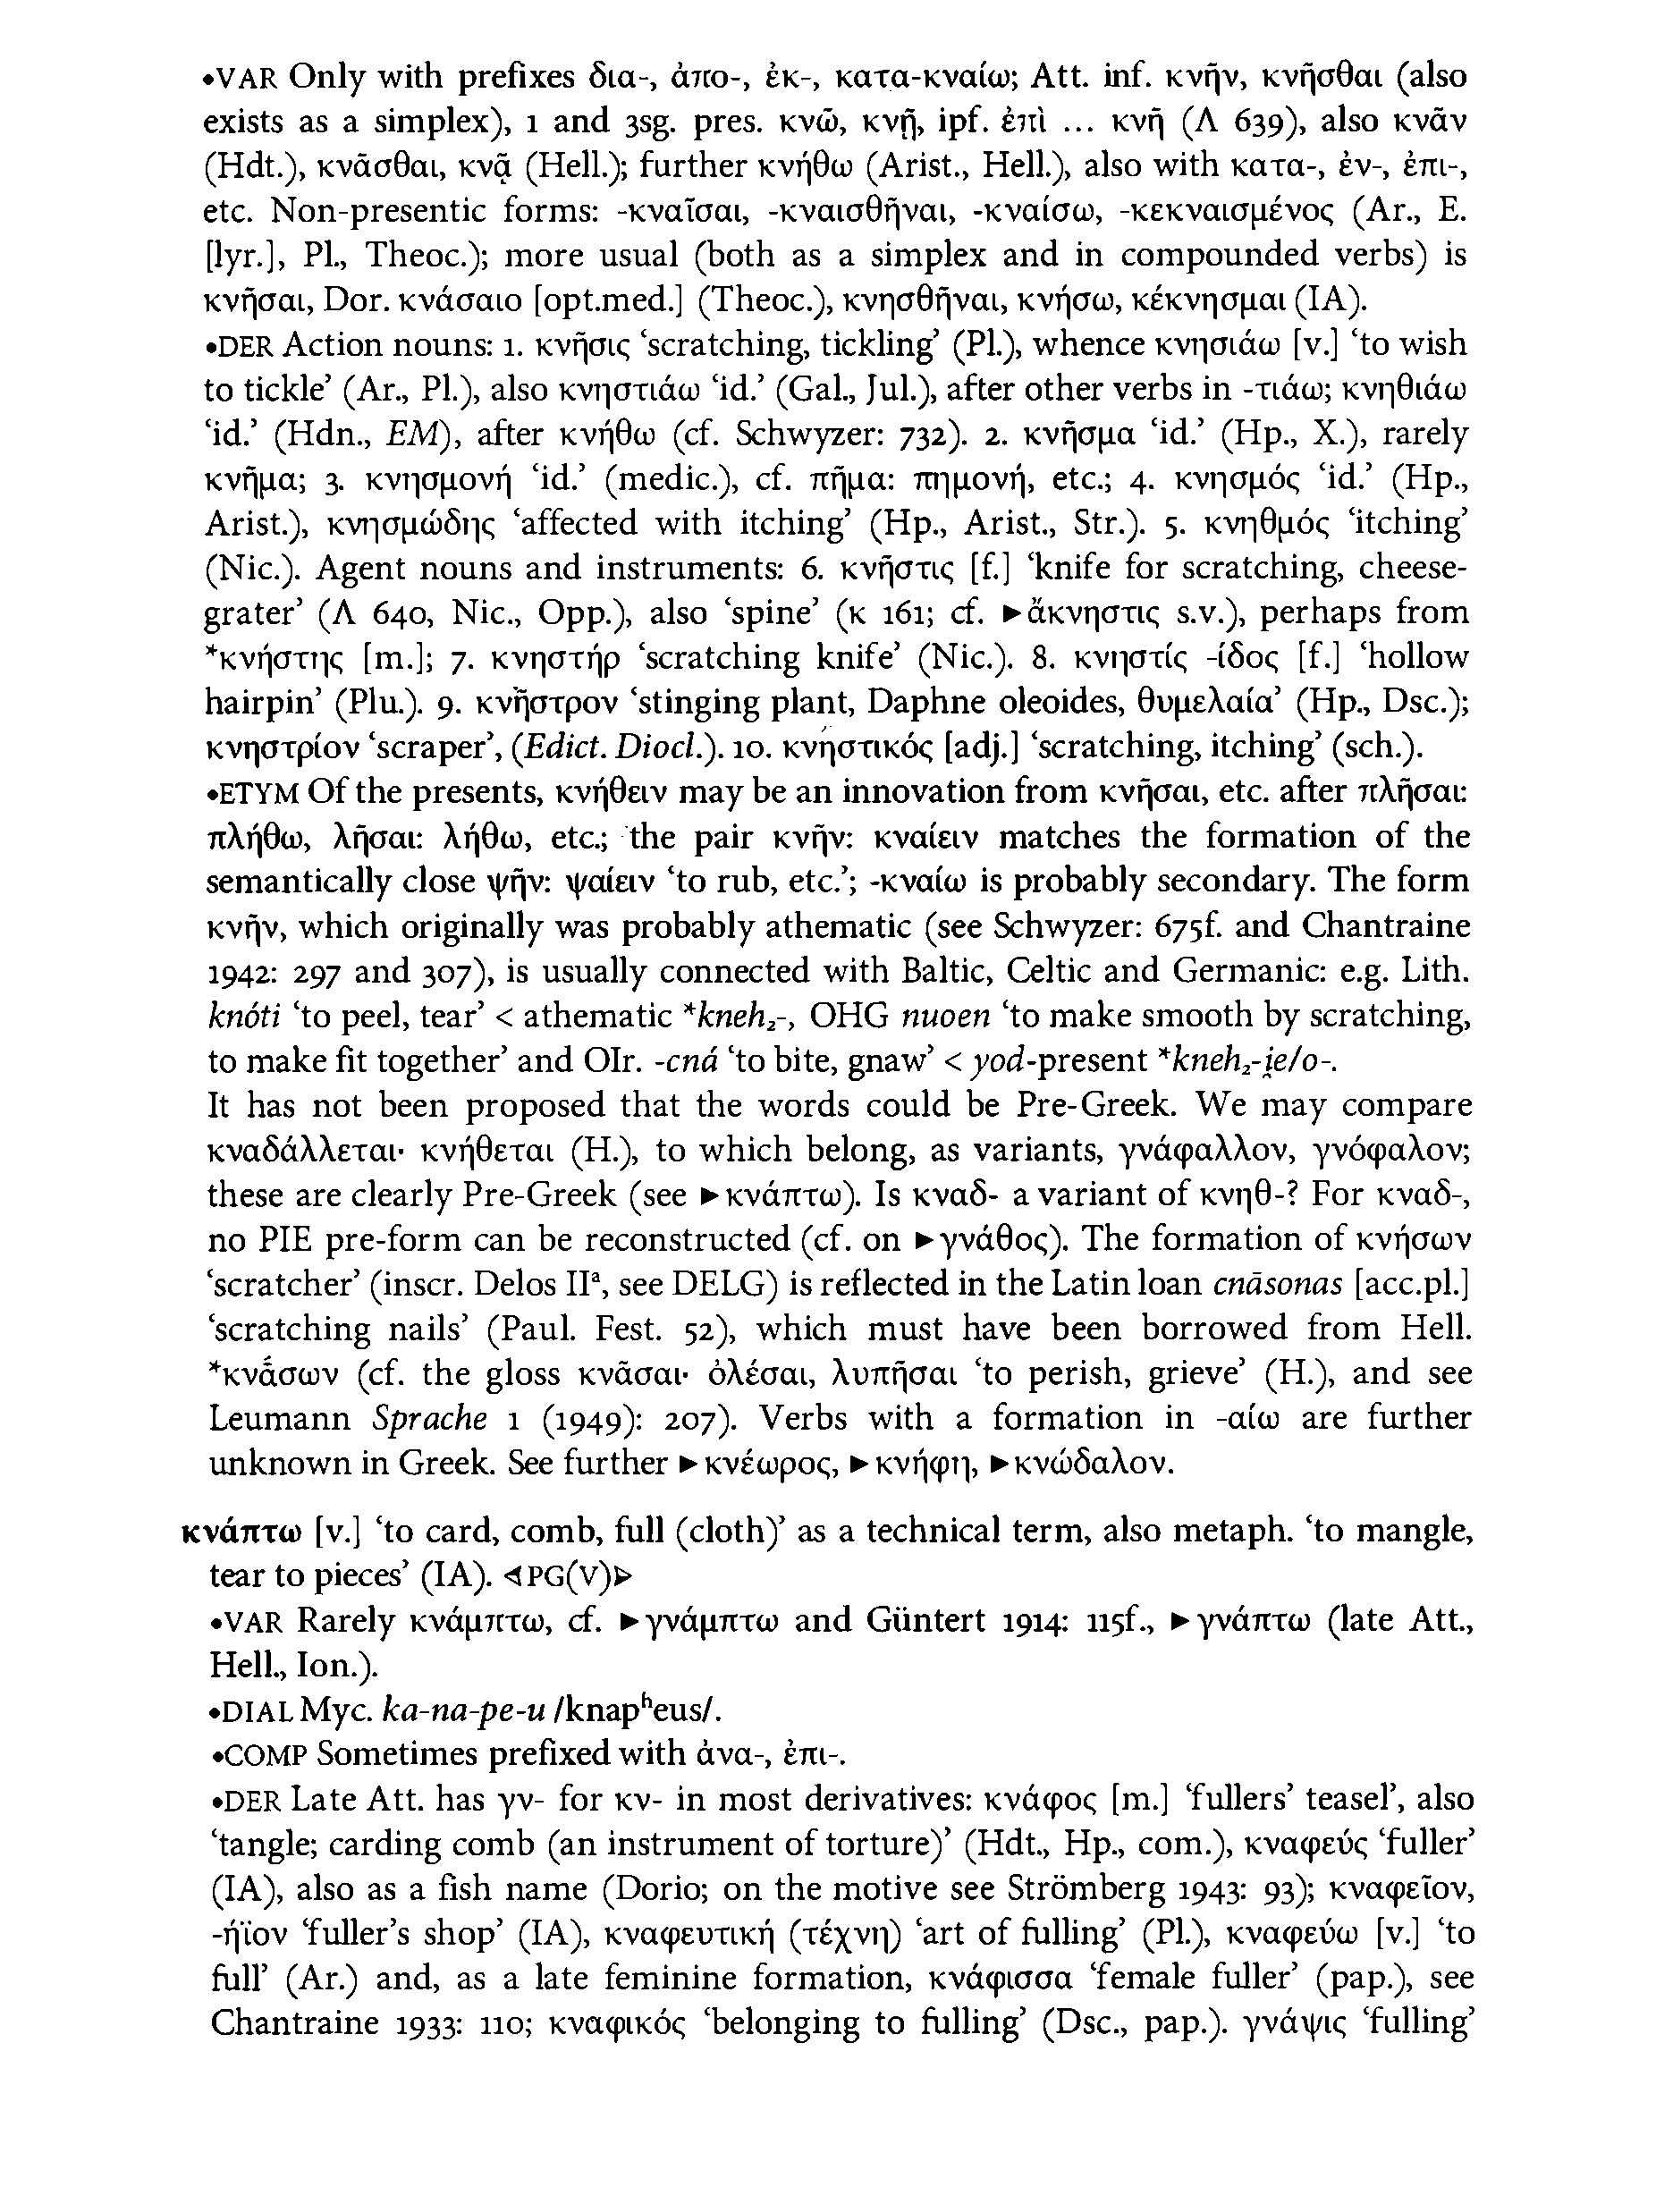 •VAR Only with prefixes δια-, ἀπο-, ἐκ-, κατα-κναίω; Att. inf. κνῆν, κνῆσθαι (also
exists as a simplex), 1 and 3sg. pres. κνῶ, κνῇ, ipf. ἐπὶ ... κνῆ (Λ 639), also κνᾶν
(Hdt.), κνᾶσθαι, κνᾷ (Hell.); further κνήθω (Arist., Hell.), also with κατα-, ἐν-, ἐπι-,
etc. Non-presentic forms: -κναῖσαι, -κναισθῆναι, -κναίσω, -κεκναισμένος (Ar., E.
[lyr.], Pl., Theoc.); more usual (both as a simplex and in compounded verbs) is
κνῆσαι, Dor. κνάσαιο [opt.med.] (Theoc.), κνησθῆναι, κνήσω, κέκνησμαι (IA).
•DER Action nouns: 1. κνῆσις ‘scratching, tickling’ (Pl.), whence κνησιάω [v.] ‘to wish
to tickle’ (Ar., Pl.), also κνηστιάω ‘id.’ (Gal., Jul.), after other verbs in -τιάω; κνηθιάω
‘id.’ (Hdn., EM), after κνήθω (cf. Schwyzer: 732). 2. κνῆσμα ‘id.’ (Hp., X.), rarely
κνῆμα; 3. κνησμονή ‘id.’ (medic.), cf. πῆμα: πημονή, etc.; 4. κνησμός ‘id.’ (Hp.,
Arist.), κνησμώδης ‘affected with itching’ (Hp., Arist., Str.). 5. κνηθμός ‘itching’
(Nic.). Agent nouns and instruments: 6. κνῆστις [f.] ‘knife for scratching, cheese-
grater’ (Λ 640, Nic., Opp.), also ‘spine’ (κ 161; cf. ►ἄκνηστις s.v.), perhaps from
*κνήστης [m.]; 7. κνηστήρ ‘scratching knife’ (Nic.). 8. κνηστίς -ίδος [f.] ‘hollow
hairpin’ (Plu.). 9. κνῆστρον ‘stinging plant, Daphne oleoides, θυμελαία’ (Hp., Dsc.);
κνηστρίον ‘scraper’, (Edict. Diocl.). 10. κνηστικός [adj.] ‘scratching, itching’ (sch.).
•ETYM Of the presents, κνήθειν may be an innovation from κνῆσαι, etc. after πλῆσαι:
πλήθω, λῆσαι: λήθω, etc.; the pair κνῆν: κναίειν matches the formation of the
semantically close ψῆν: ψαίειν ‘to rub, etc.’; -κναίω is probably secondary. The form
κνῆν, which originally was probably athematic (see Schwyzer: 675f. and Chantraine
1942: 297 and 307), is usually connected with Baltic, Celtic and Germanic: e.g. Lith.
knóti ‘to peel, tear’ < athematic *kneh₂-, OHG nuoen ‘to make smooth by scratching,
to make fit together’ and OIr. -cná ‘to bite, gnaw’ < yod-present *kneh₂-i̯e/o-.
It has not been proposed that the words could be Pre-Greek. We may compare
κναδάλλεται· κνήθεται (H.), to which belong, as variants, γνάφαλλον, γνόφαλον;
these are clearly Pre-Greek (see ►κνάπτω). Is κναδ- a variant of κνηθ-? For κναδ-,
no PIE pre-form can be reconstructed (cf. on ►γνάθος). The formation of κνήσων
‘scratcher’ (inscr. Delos IIª, see DELG) is reflected in the Latin loan cnāsonas [acc.pl.]
‘scratching nails’ (Paul. Fest. 52), which must have been borrowed from Hell.
*κνᾱ́σων (cf. the gloss κνᾶσαι· ὀλέσαι, λυπῆσαι ‘to perish, grieve’ (H.), and see
Leumann Sprache 1 (1949): 207). Verbs with a formation in -αίω are further
unknown in Greek. See further ►κνέωρος, ►κνήφη, ►κνώδαλον.
κνάπτω [v.] ‘to card, comb, full (cloth)’ as a technical term, also metaph. ‘to mangle,
tear to pieces’ (IA). ⊲PG(V)⊳
•VAR Rarely κνάμπτω, cf. ►γνάμπτω and Güntert 1914: 115f., ►γνάπτω (late Att.,
Hell., Ion.).
•DIAL Myc. ka-na-pe-u /knapʰeus/.
•COMP Sometimes prefixed with ἀνα-, ἐπι-.
•DER Late Att. has γν- for κν- in most derivatives: κνάφος [m.] ‘fullers’ teasel’, also
‘tangle; carding comb (an instrument of torture)’ (Hdt., Hp., com.), κναφεύς ‘fuller’
(IA), also as a fish name (Dorio; on the motive see Strömberg 1943: 93); κναφεῖον,
-ήϊον ‘fuller’s shop’ (IA), κναφευτική (τέχνη) ‘art of fulling’ (Pl.), κναφεύω [v.] ‘to
full’ (Ar.) and, as a late feminine formation, κνάφισσα ‘female fuller’ (pap.), see
Chantraine 1933: 110; κναφικός ‘belonging to fulling’ (Dsc., pap.). γνάψις ‘fulling’